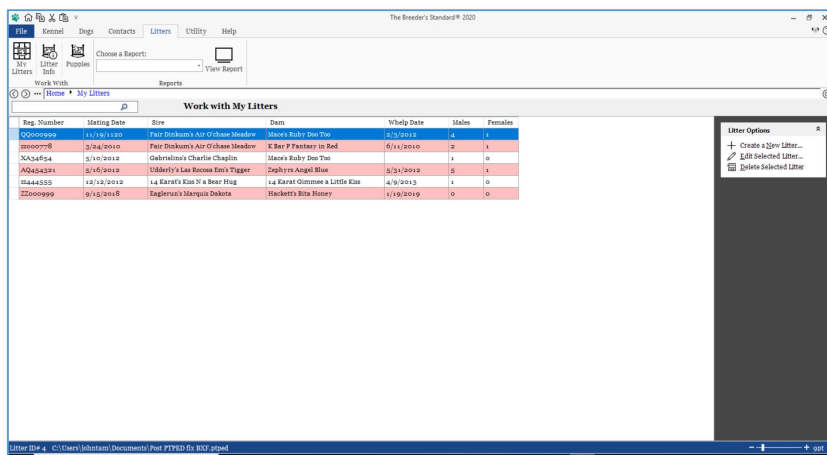 The Breeder's Standard® 2020
File Kennel Dogs Contacts Litters Utility Help
My Litters
Litter Info
Puppies
Choose a Report:
View Report
Work With
Reports
Home My Litters
Work with My Litters
Reg. Number Mating Date Sire Dam Whelp Date Males Females
QQ000999 11/19/1120 Fair Dinkum's Air O'chase Meadow Mace's Ruby Doo Too 2/3/2012 4 1
zz000778 3/24/2010 Fair Dinkum's Air O'chase Meadow K Bar P Fantasy in Red 6/11/2010 2 1
XA34654 5/10/2012 Gabrielino's Charlie Chaplin Mace's Ruby Doo Too 1 0
AQ454321 5/16/2012 Udderly's Las Rocosa Em's Tigger Zephyrs Angel Blue 5/31/2012 5 1
zz444555 12/12/2012 14 Karat's Kiss N a Bear Hug 14 Karat Gimmee a Little Kiss 4/9/2013 1 0
ZZ000999 9/15/2018 Eaglerun's Marquis Dakota Hackett's Bita Honey 1/19/2019 0 0
Litter Options
Create a New Litter...
Edit Selected Litter...
Delete Selected Litter
Litter ID# 4 C:\Users\johntam\Documents\Post PTPED fix BXF.ptped
9pt